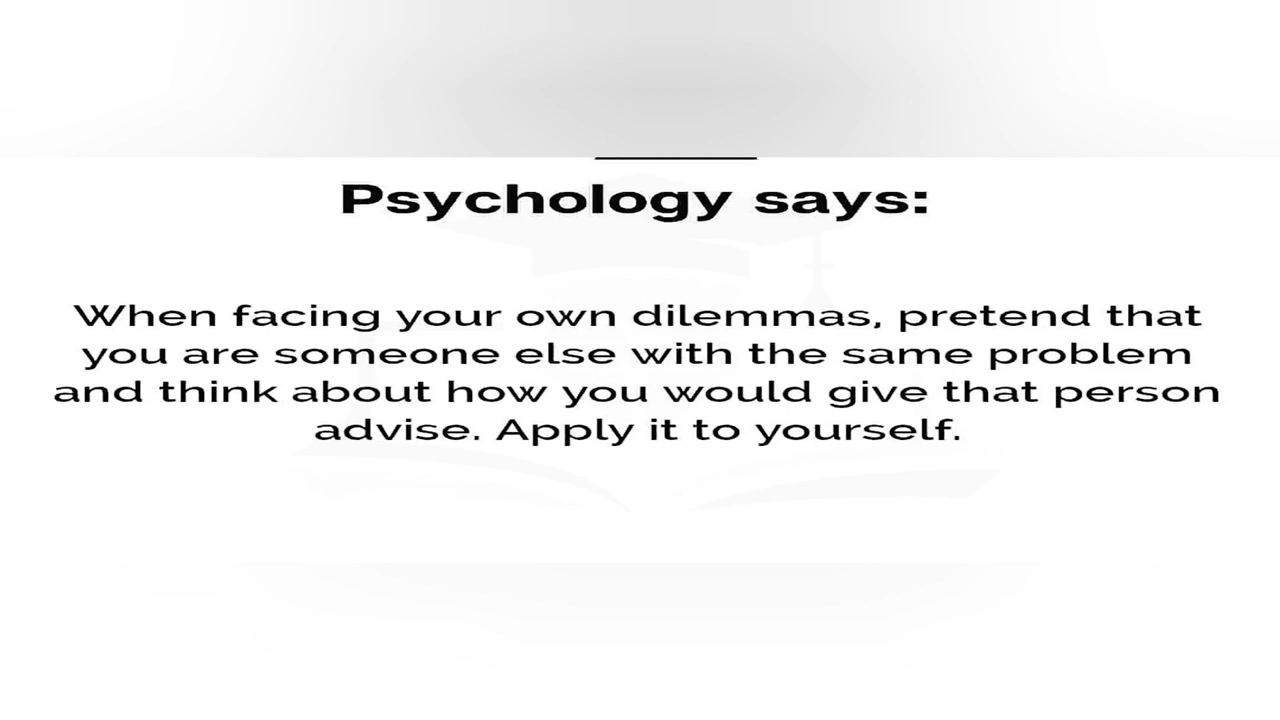 Psychology says:
When facing your own dilemmas, pretend that
you are someone else with the same problem
and think about how you would give that person
advise. Apply it to yourself.